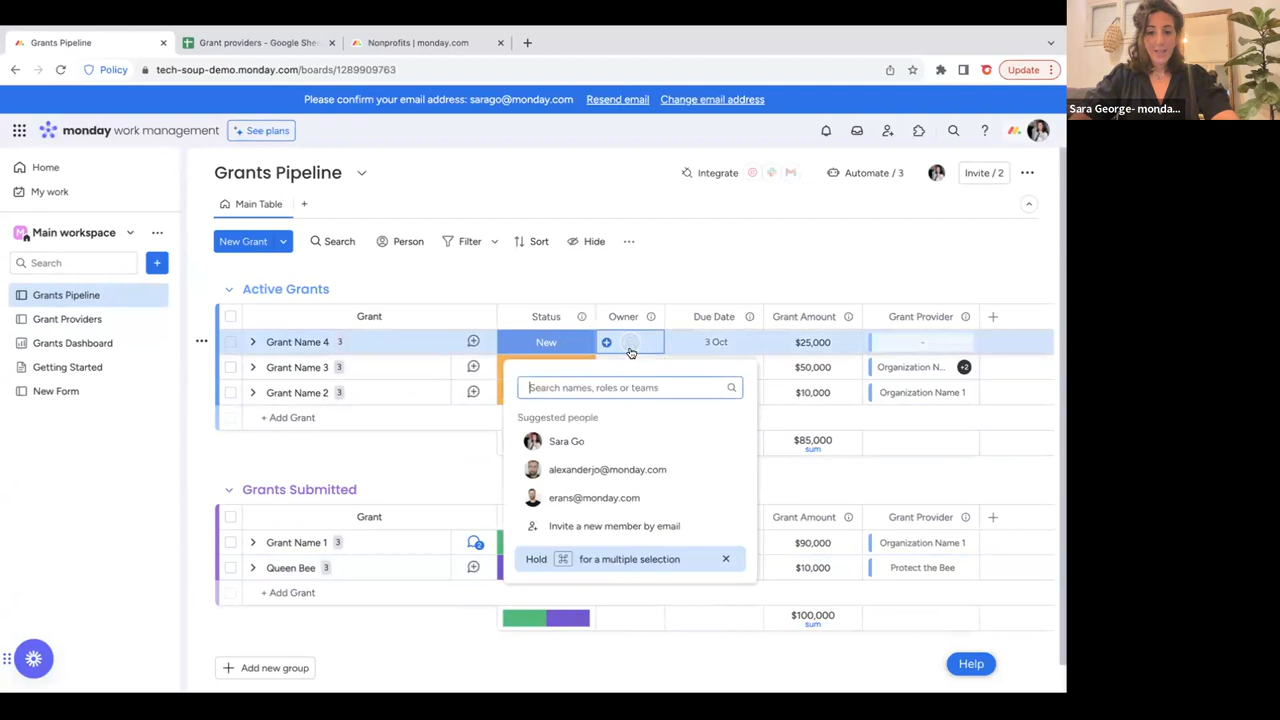 Grants Pipeline
Grant providers - Google She
Nonprofits | monday.com
Policy
tech-soup-demo.monday.com/boards/1289909763
Update
Sara George- monda...
Please confirm your email address: sarago@monday.com Resend email Change email address
monday work management
See plans
Home
My work
Main workspace
Search
Grants Pipeline
Grant Providers
Grants Dashboard
Getting Started
New Form
Grants Pipeline
Integrate
Automate / 3
Invite / 2
Main Table
New Grant
Search
Person
Filter
Sort
Hide
Active Grants
Grant Status Owner Due Date Grant Amount Grant Provider
Grant Name 4 3 New 3 Oct $25,000 -
Grant Name 3 3 $50,000 Organization N... +2
Grant Name 2 3 $10,000 Organization Name 1
+ Add Grant
$85,000
sum
Search names, roles or teams
Suggested people
Sara Go
alexanderjo@monday.com
erans@monday.com
Invite a new member by email
Hold ⌘ for a multiple selection
Grants Submitted
Grant Grant Amount Grant Provider
Grant Name 1 3 2 $90,000 Organization Name 1
Queen Bee 3 $10,000 Protect the Bee
+ Add Grant
$100,000
sum
Add new group
Help